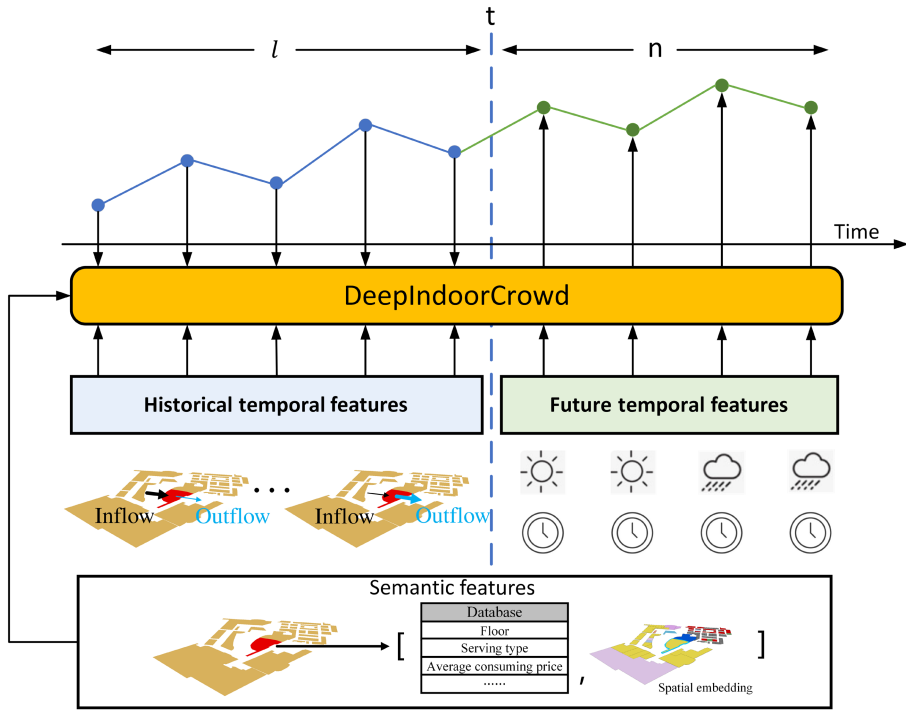 t
l
n
Time
DeepIndoorCrowd
Historical temporal features
Future temporal features
Inflow
Outflow
...
Inflow
Outflow
Semantic features
[
Database
Floor
Serving type
Average consuming price
......
,
Spatial embedding
]